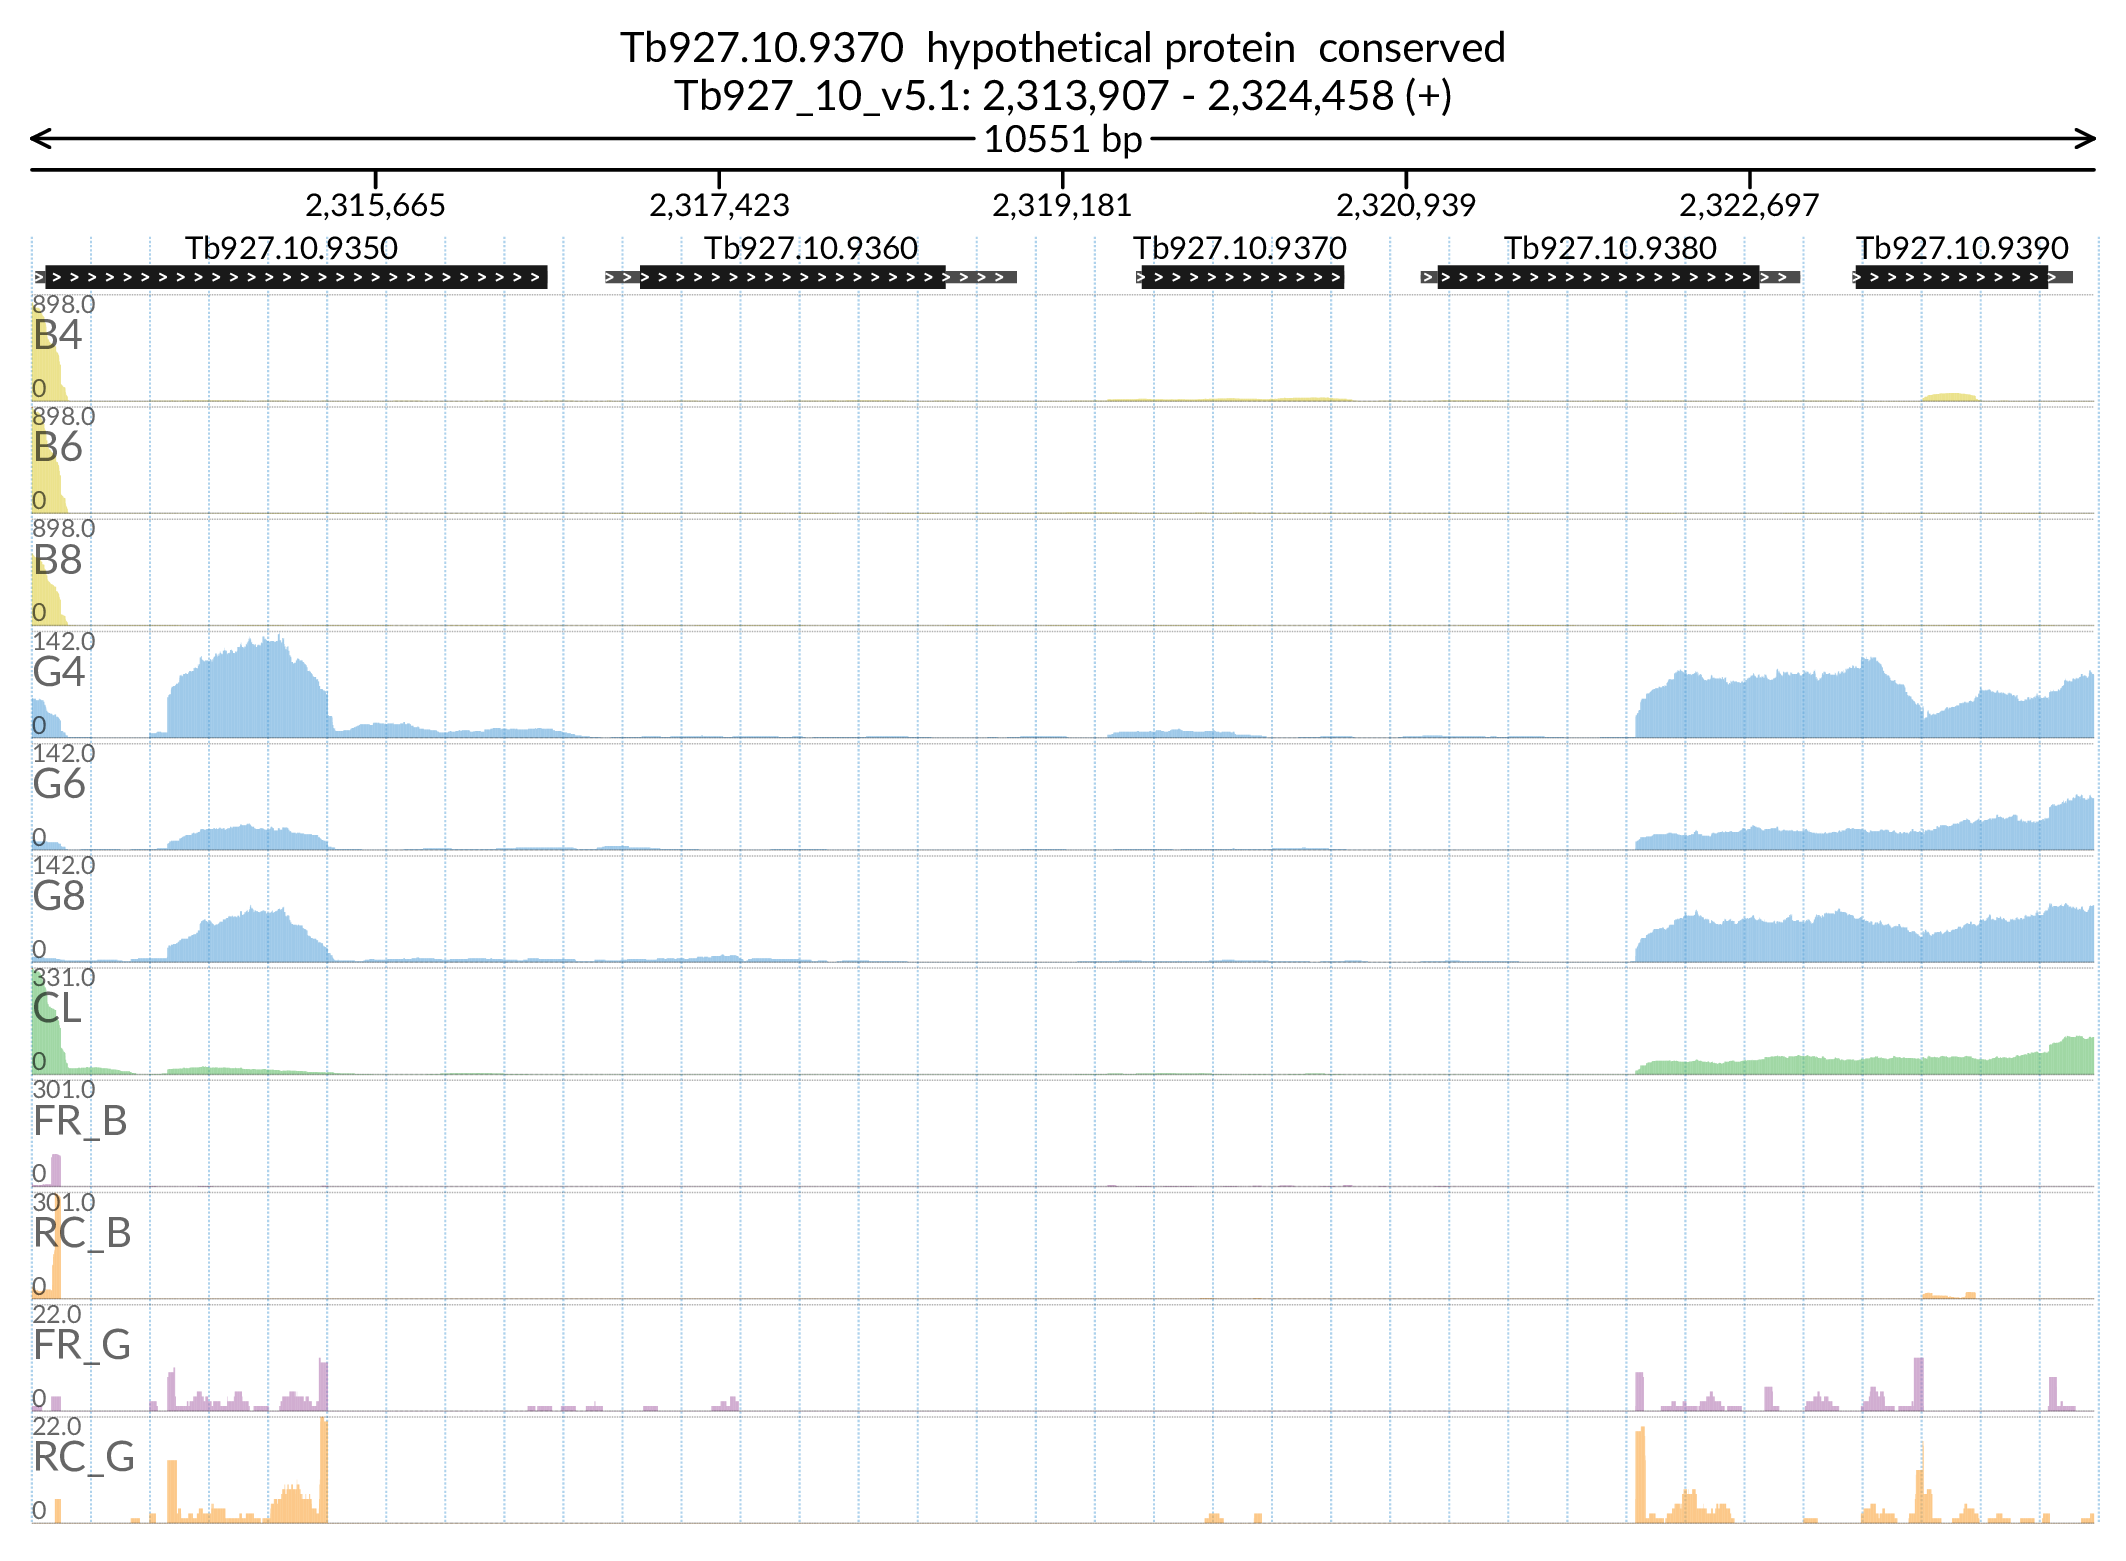 Tb927.10.9370  hypothetical protein  conserved
Tb927_10_v5.1: 2,313,907 - 2,324,458 (+)
10551 bp
2,315,665 2,317,423 2,319,181 2,320,939 2,322,697
Tb927.10.9350 Tb927.10.9360 Tb927.10.9370 Tb927.10.9380 Tb927.10.9390
898.0
B4
0
898.0
B6
0
898.0
B8
0
142.0
G4
0
142.0
G6
0
142.0
G8
0
331.0
CL
0
301.0
FR_B
0
301.0
RC_B
0
22.0
FR_G
0
22.0
RC_G
0